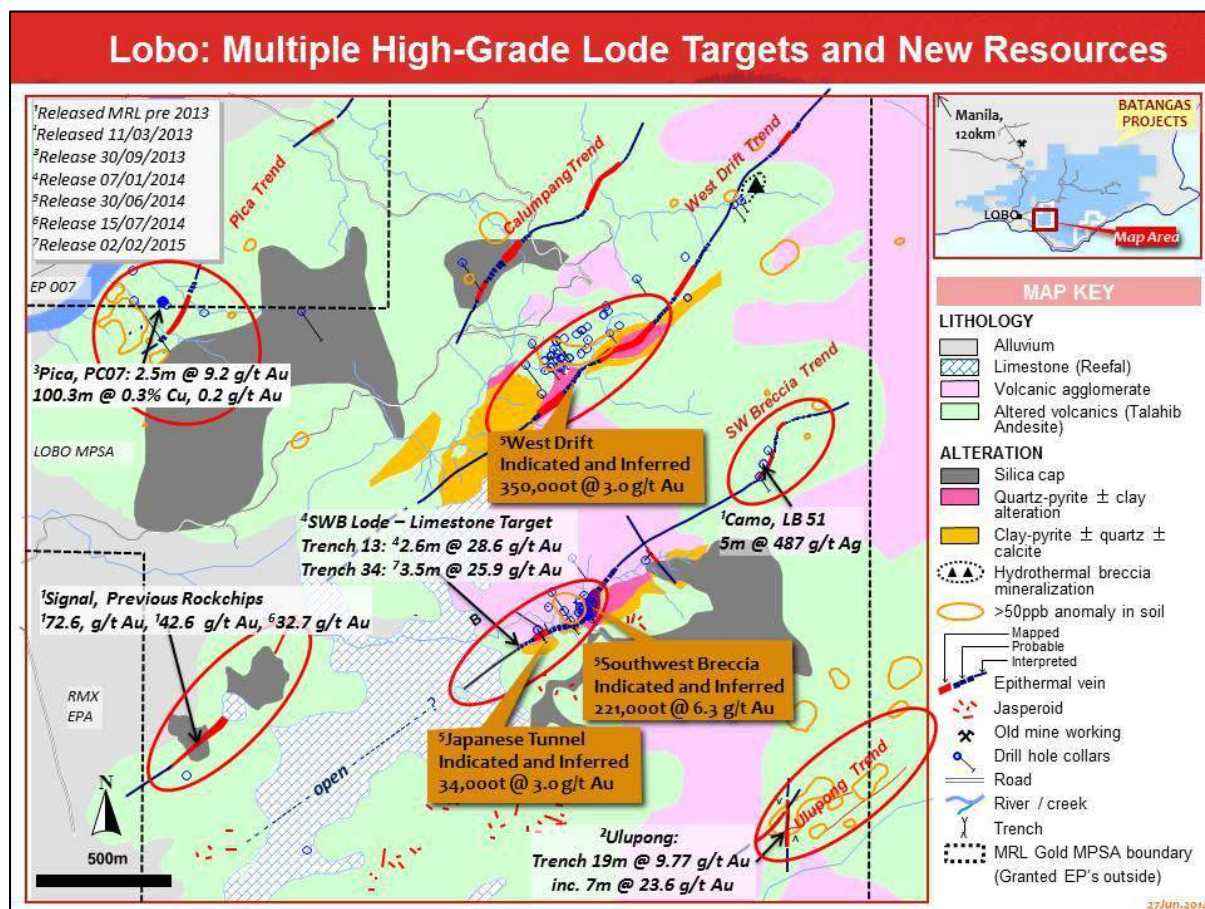 Lobo: Multiple High-Grade Lode Targets and New Resources
¹Released MRL pre 2013
²Released 11/03/2013
³Release 30/09/2013
⁴Release 07/01/2014
⁵Release 30/06/2014
⁶Release 15/07/2014
⁷Release 02/02/2015
EP 007
Pica Trend
Calumpang Trend
West Drift Trend
SW Breccia Trend
³Pica, PC07: 2.5m @ 9.2 g/t Au
100.3m @ 0.3% Cu, 0.2 g/t Au
LOBO MPSA
⁵West Drift
Indicated and Inferred
350,000t @ 3.0 g/t Au
⁴SWB Lode – Limestone Target
Trench 13: ⁴2.6m @ 28.6 g/t Au
Trench 34: ⁷3.5m @ 25.9 g/t Au
¹Camo, LB 51
5m @ 487 g/t Ag
¹Signal, Previous Rockchips
¹72.6, g/t Au, ¹42.6 g/t Au, ⁶32.7 g/t Au
B
⁵Southwest Breccia
Indicated and Inferred
221,000t @ 6.3 g/t Au
RMX
EPA
⁵Japanese Tunnel
Indicated and Inferred
34,000t @ 3.0 g/t Au
open
?
Ulupong Trend
²Ulupong:
Trench 19m @ 9.77 g/t Au
inc. 7m @ 23.6 g/t Au
N
500m
Manila,
120km
BATANGAS
PROJECTS
LOBO
Map Area
MAP KEY
LITHOLOGY
Alluvium
Limestone (Reefal)
Volcanic agglomerate
Altered volcanics (Talahib
Andesite)
ALTERATION
Silica cap
Quartz-pyrite ± clay
alteration
Clay-pyrite ± quartz ±
calcite
Hydrothermal breccia
mineralization
>50ppb anomaly in soil
Mapped
Probable
Interpreted
Epithermal vein
Jasperoid
Old mine working
Drill hole collars
Road
River / creek
Trench
MRL Gold MPSA boundary
(Granted EP's outside)